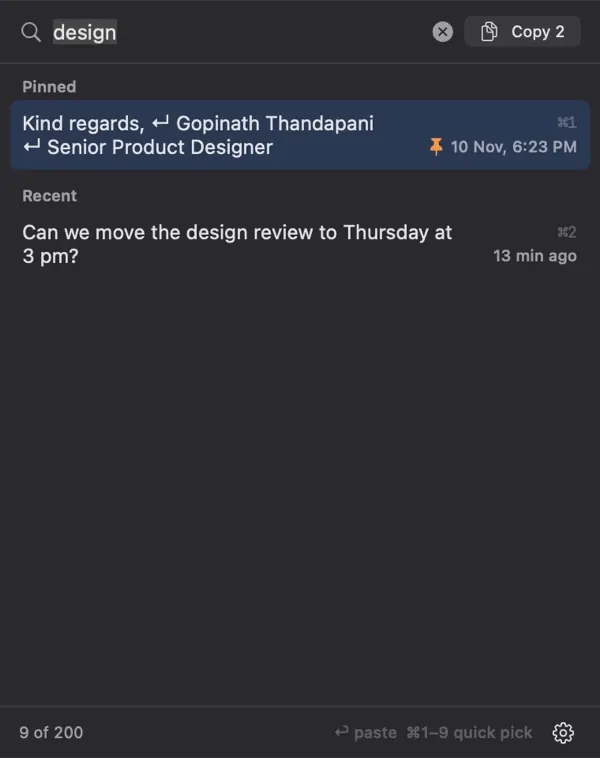 design
Copy 2
Pinned
Kind regards, ↵ Gopinath Thandapani
⌘1
↵ Senior Product Designer
10 Nov, 6:23 PM
Recent
Can we move the design review to Thursday at
⌘2
3 pm?
13 min ago
9 of 200
↩ paste ⌘1–9 quick pick